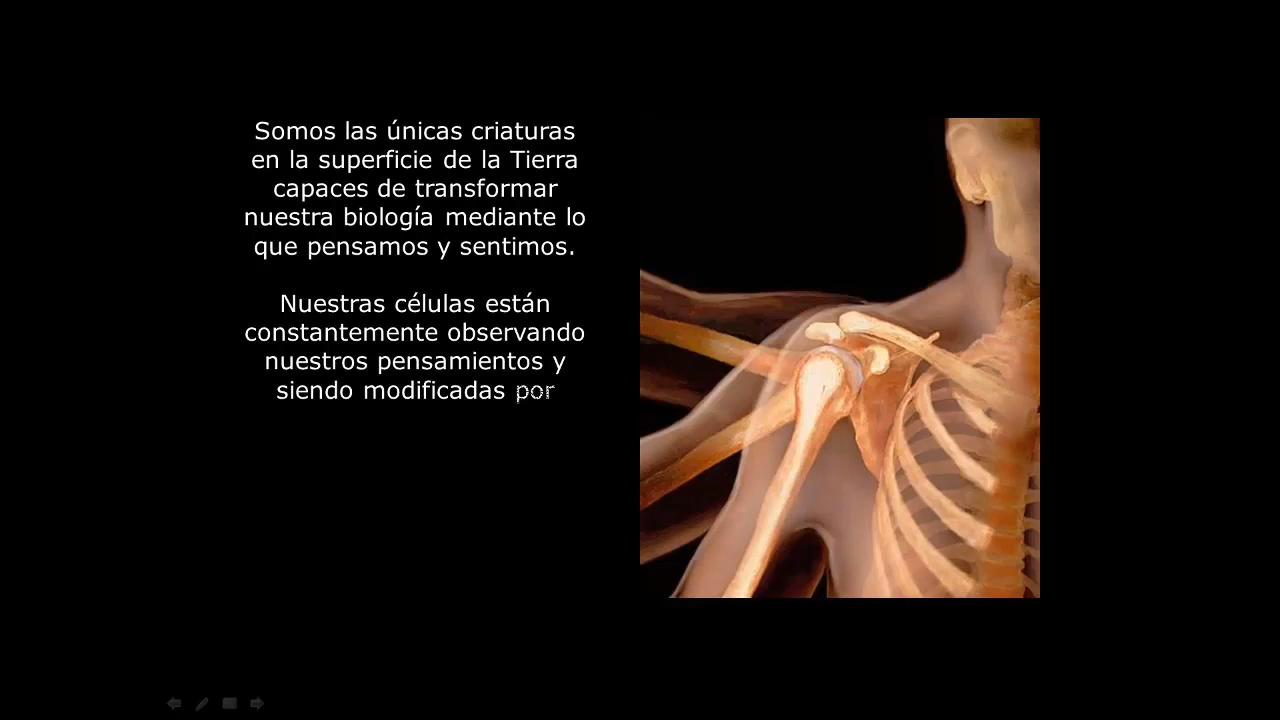 Somos las únicas criaturas
en la superficie de la Tierra
capaces de transformar
nuestra biología mediante lo
que pensamos y sentimos.
Nuestras células están
constantemente observando
nuestros pensamientos y
siendo modificadas por